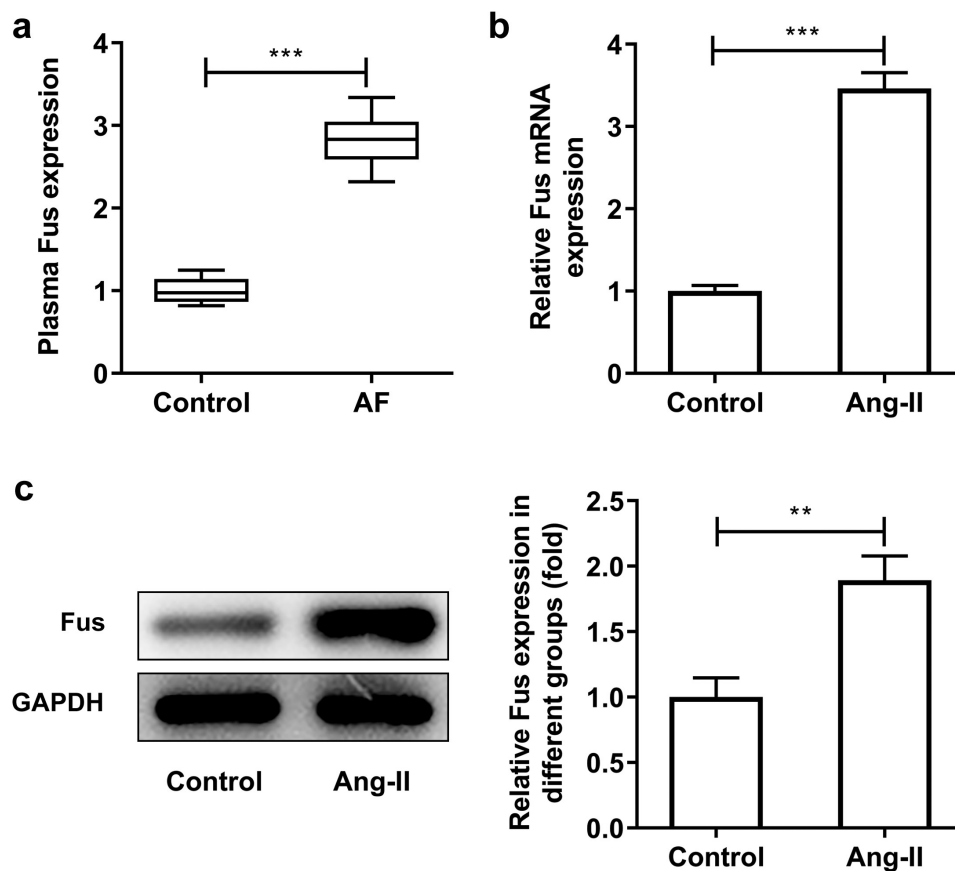 a
Plasma Fus expression
4
3
2
1
0
***
Control
AF
b
Relative Fus mRNA
expression
4
3
2
1
0
***
Control
Ang-II
c
Fus
GAPDH
Control
Ang-II
Relative Fus expression in
different groups (fold)
2.5
2.0
1.5
1.0
0.5
0.0
**
Control
Ang-II